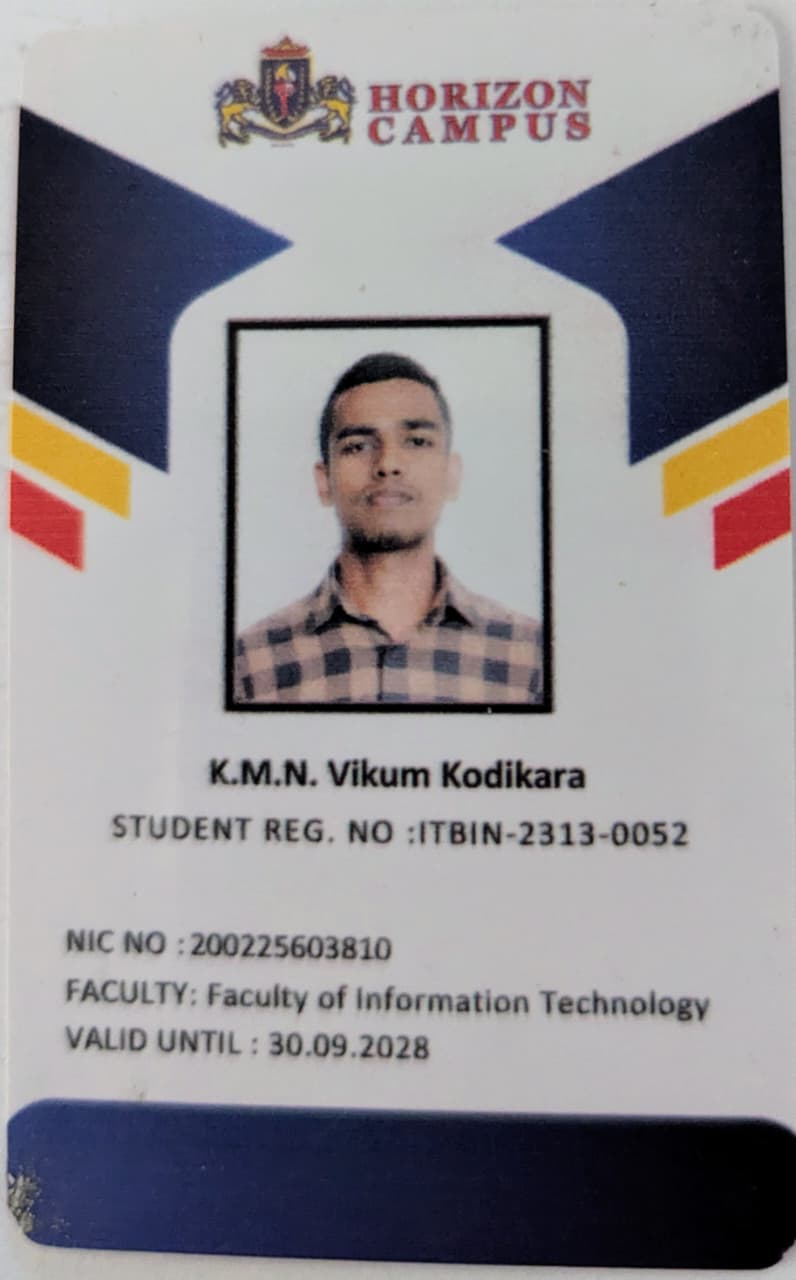 HORIZON
CAMPUS
K.M.N. Vikum Kodikara
STUDENT REG. NO :ITBIN-2313-0052
NIC NO : 200225603810
FACULTY: Faculty of Information Technology
VALID UNTIL : 30.09.2028